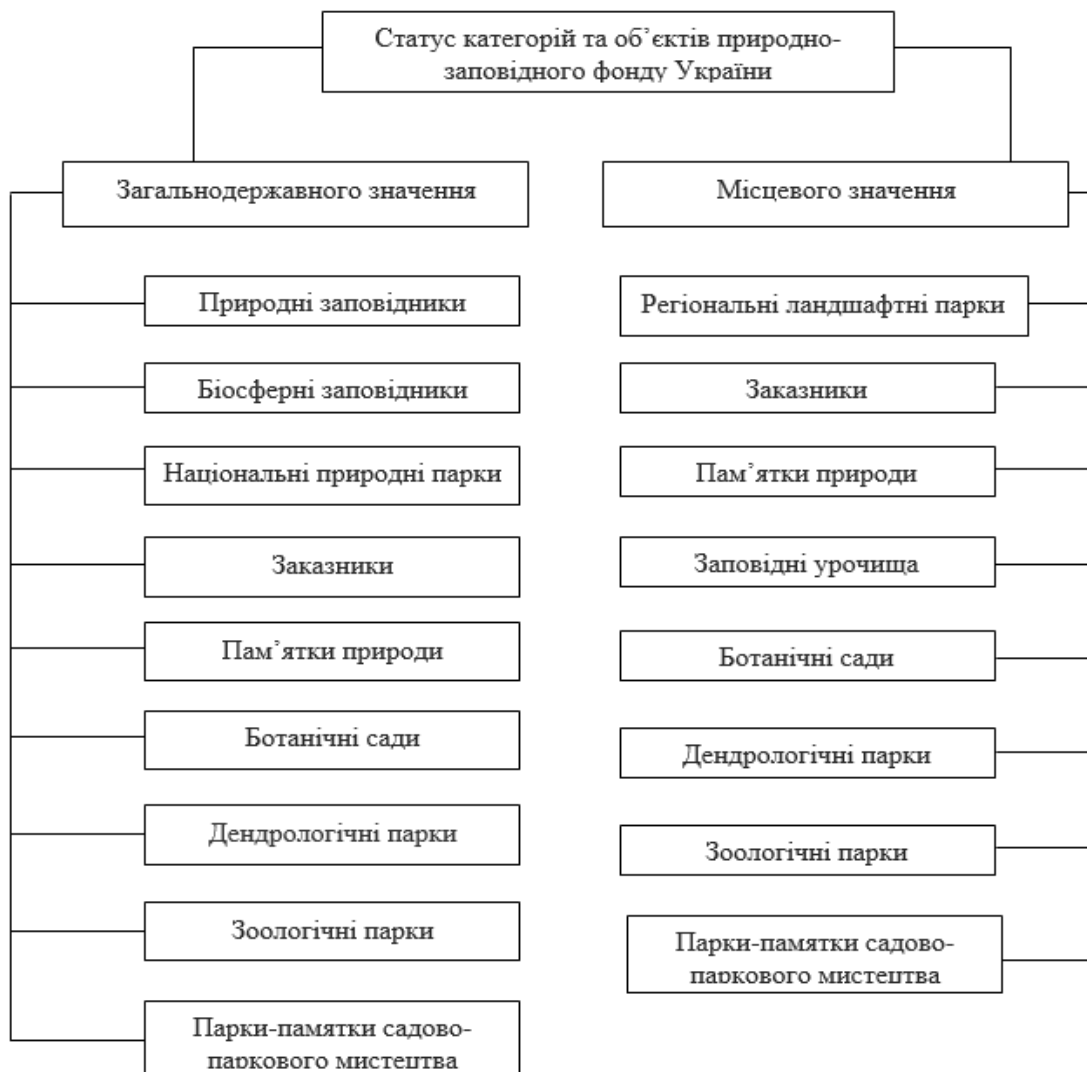 Статус категорій та об’єктів природно-
заповідного фонду України
Загальнодержавного значення
Місцевого значення
Природні заповідники
Регіональні ландшафтні парки
Біосферні заповідники
Заказники
Національні природні парки
Пам’ятки природи
Заказники
Заповідні урочища
Пам’ятки природи
Ботанічні сади
Ботанічні сади
Дендрологічні парки
Дендрологічні парки
Зоологічні парки
Зоологічні парки
Парки-памятки садово-
паркового мистецтва
Парки-памятки садово-
паркового мистецтва